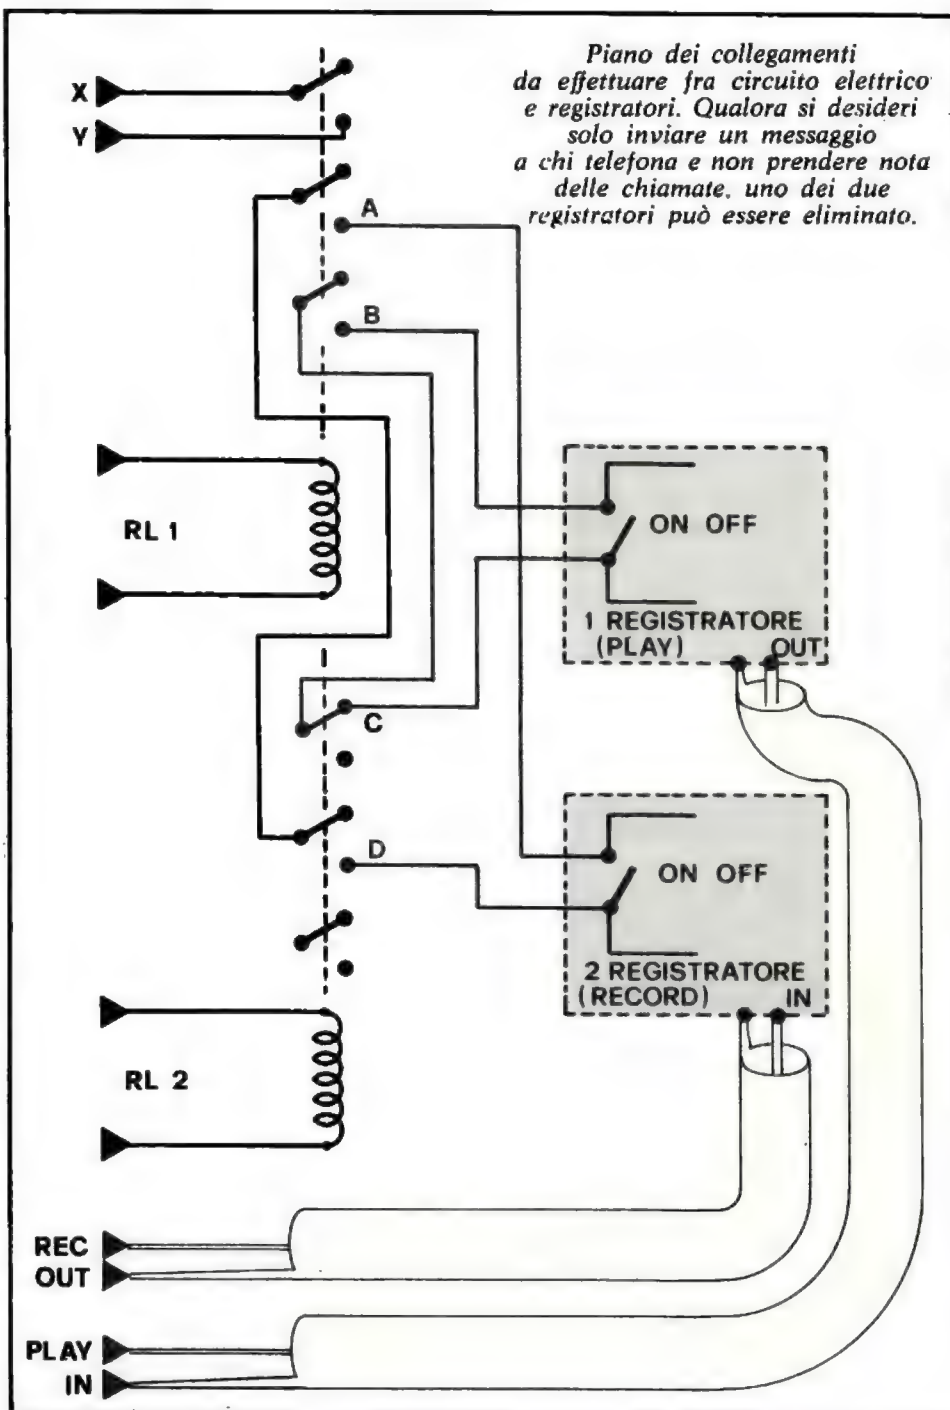 Piano dei collegamenti
da effettuare fra circuito elettrico
e registratori. Qualora si desideri
solo inviare un messaggio
a chi telefona e non prendere nota
delle chiamate. uno dei due
registratori può essere eliminato.
X
Y
A
B
RL 1
ON OFF
1 REGISTRATORE
(PLAY) OUT
C
D
ON OFF
2 REGISTRATORE
(RECORD) IN
RL 2
REC
OUT
PLAY
IN